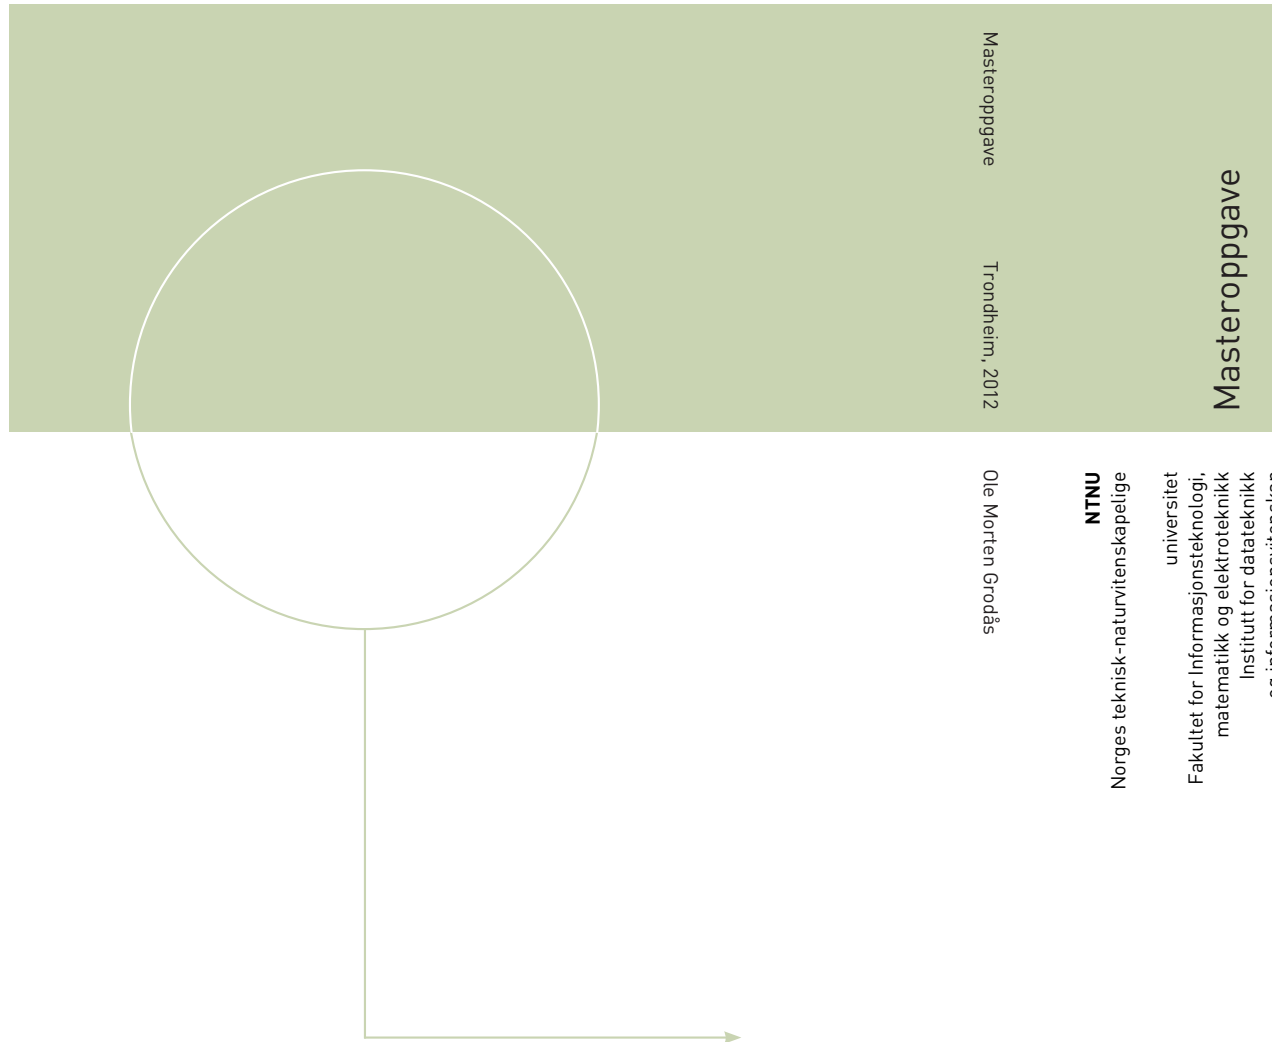 Masteroppgave
Trondheim, 2012
Ole Morten Grodås
Masteroppgave
NTNU
Norges teknisk-naturvitenskapelige
universitet
Fakultet for Informasjonsteknologi,
matematikk og elektroteknikk
Institutt for datateknikk